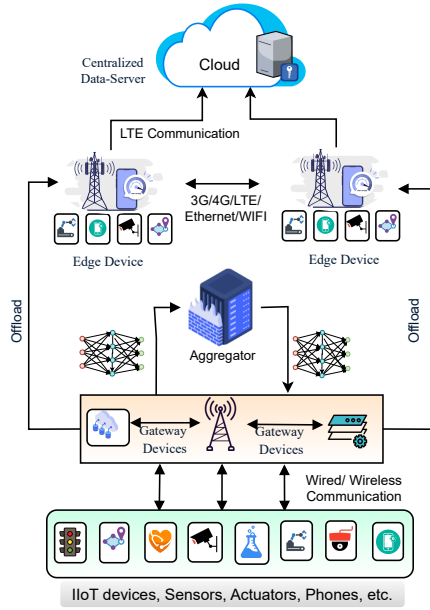 Centralized
Data-Server
Cloud
LTE Communication
3G/4G/LTE/
Ethernet/WIFI
Edge Device
Edge Device
Offload
Offload
Aggregator
Gateway
Devices
Gateway
Devices
Wired/ Wireless
Communication
IIoT devices, Sensors, Actuators, Phones, etc.